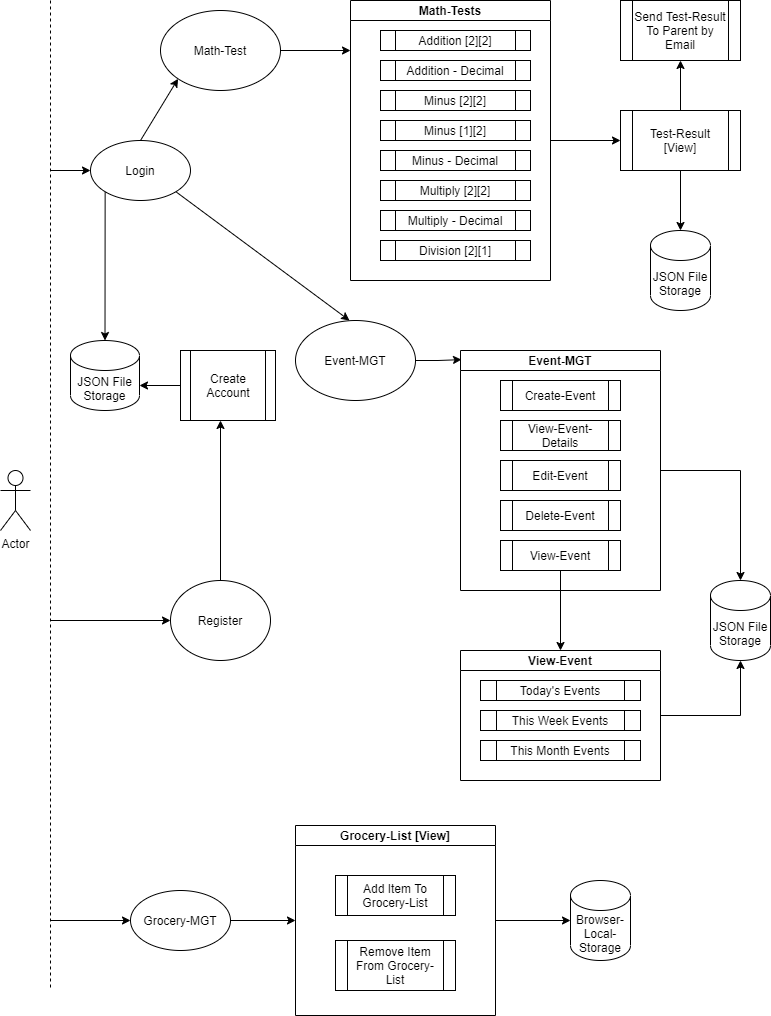 Math-Tests
Addition [2][2]
Addition - Decimal
Minus [2][2]
Minus [1][2]
Minus - Decimal
Multiply [2][2]
Multiply - Decimal
Division [2][1]
Send Test-Result
To Parent by
Email
Math-Test
Test-Result
[View]
Login
JSON File
Storage
Event-MGT
JSON File
Storage
Create
Account
Event-MGT
Create-Event
View-Event-
Details
Edit-Event
Delete-Event
View-Event
Actor
Register
JSON File
Storage
View-Event
Today's Events
This Week Events
This Month Events
Grocery-List [View]
Add Item To
Grocery-List
Remove Item
From Grocery-
List
Grocery-MGT
Browser-
Local-
Storage